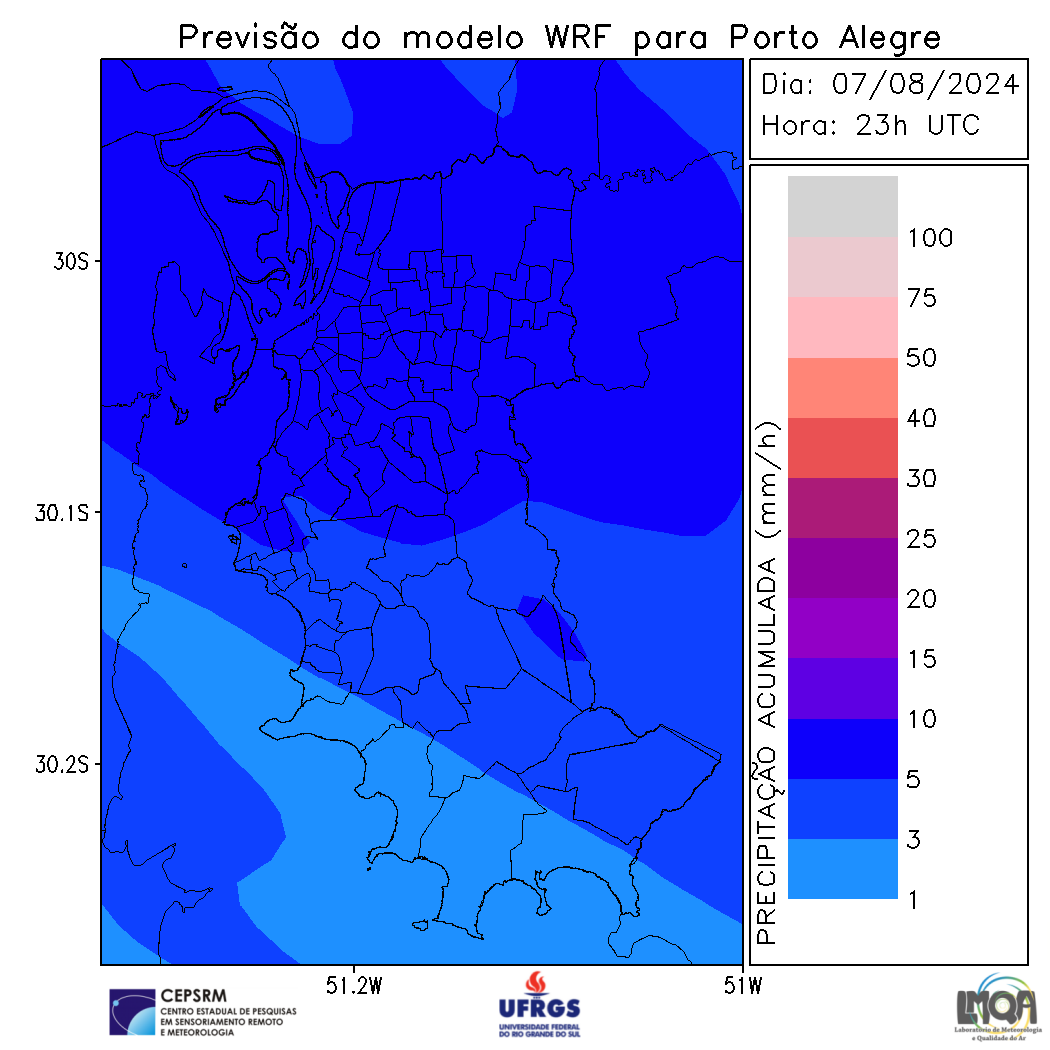 Previsão do modelo WRF para Porto Alegre
Dia: 07/08/2024
Hora: 23h UTC
30S
30.1S
30.2S
51.2W
51W
PRECIPITAÇÃO ACUMULADA (mm/h)
100
75
50
40
30
25
20
15
10
5
3
1
CEPSRM
CENTRO ESTADUAL DE PESQUISAS
EM SENSORIAMENTO REMOTO
E METEOROLOGIA
UFRGS
UNIVERSIDADE FEDERAL
DO RIO GRANDE DO SUL
LMQA
Laboratório de Meteorologia
e Qualidade do Ar